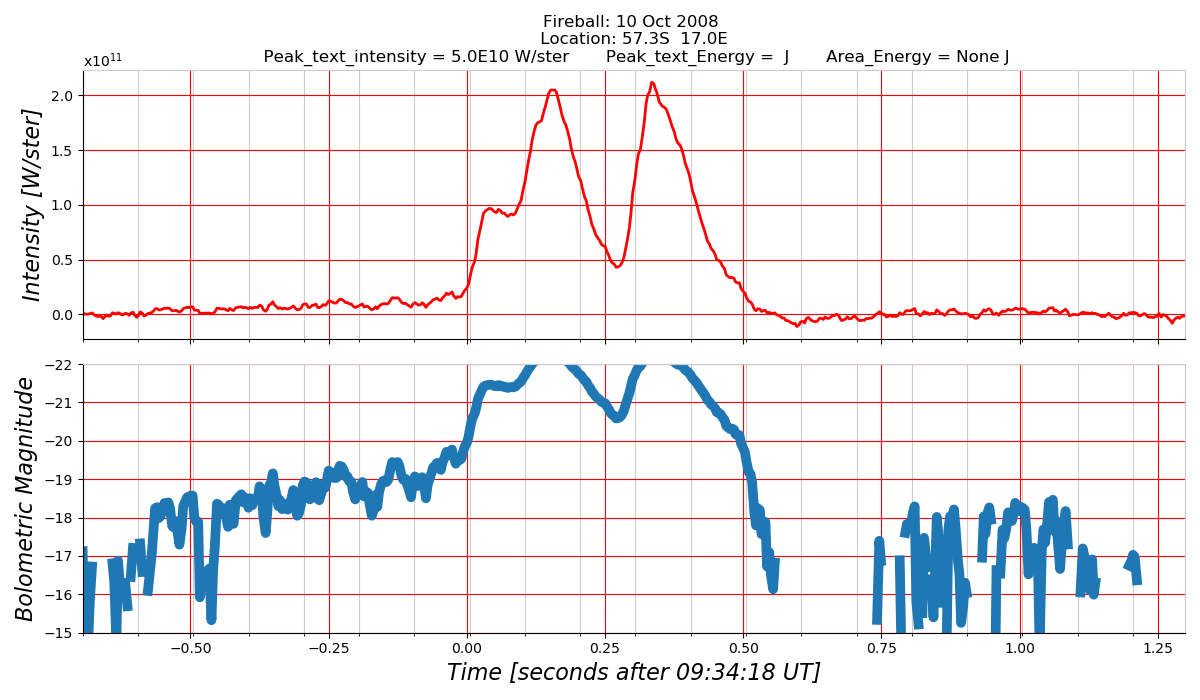 Fireball: 10 Oct 2008
Location: 57.3S  17.0E
Peak_text_intensity = 5.0E10 W/ster       Peak_text_Energy =  J       Area_Energy = None J
x10¹¹
2.0
1.5
1.0
0.5
0.0
Intensity [W/ster]
−22
−21
−20
−19
−18
−17
−16
−15
Bolometric Magnitude
−0.50 −0.25 0.00 0.25 0.50 0.75 1.00 1.25
Time [seconds after 09:34:18 UT]